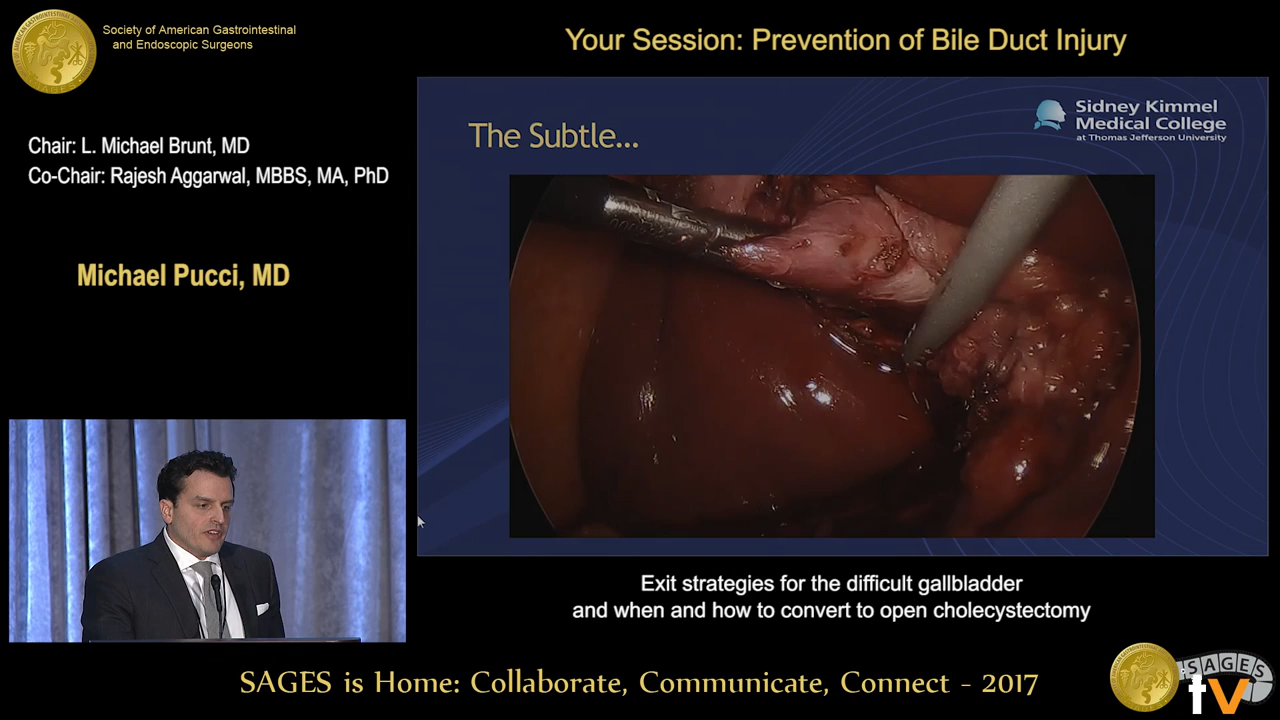 Society of American Gastrointestinal
and Endoscopic Surgeons
Your Session: Prevention of Bile Duct Injury
Chair: L. Michael Brunt, MD
Co-Chair: Rajesh Aggarwal, MBBS, MA, PhD
Michael Pucci, MD
The Subtle...
Sidney Kimmel
Medical College
at Thomas Jefferson University
Exit strategies for the difficult gallbladder
and when and how to convert to open cholecystectomy
SAGES is Home: Collaborate, Communicate, Connect - 2017
SAGES
tv